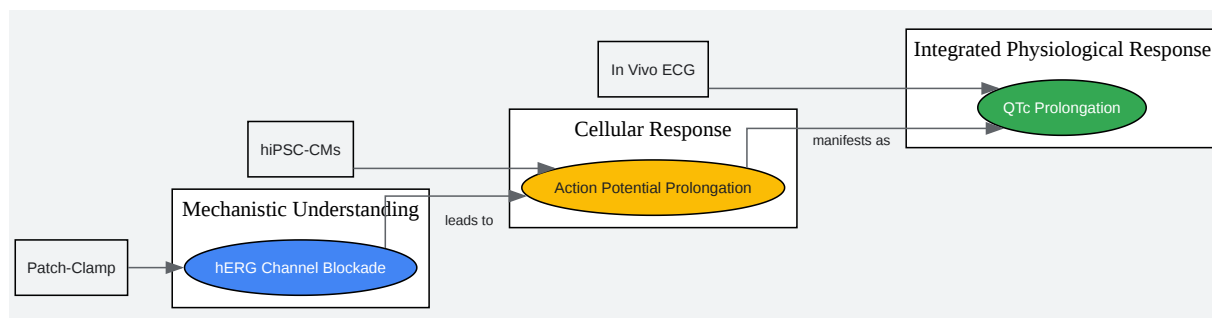 Integrated Physiological Response
In Vivo ECG
QTc Prolongation
Cellular Response
manifests as
hiPSC-CMs
Action Potential Prolongation
Mechanistic Understanding
leads to
Patch-Clamp
hERG Channel Blockade